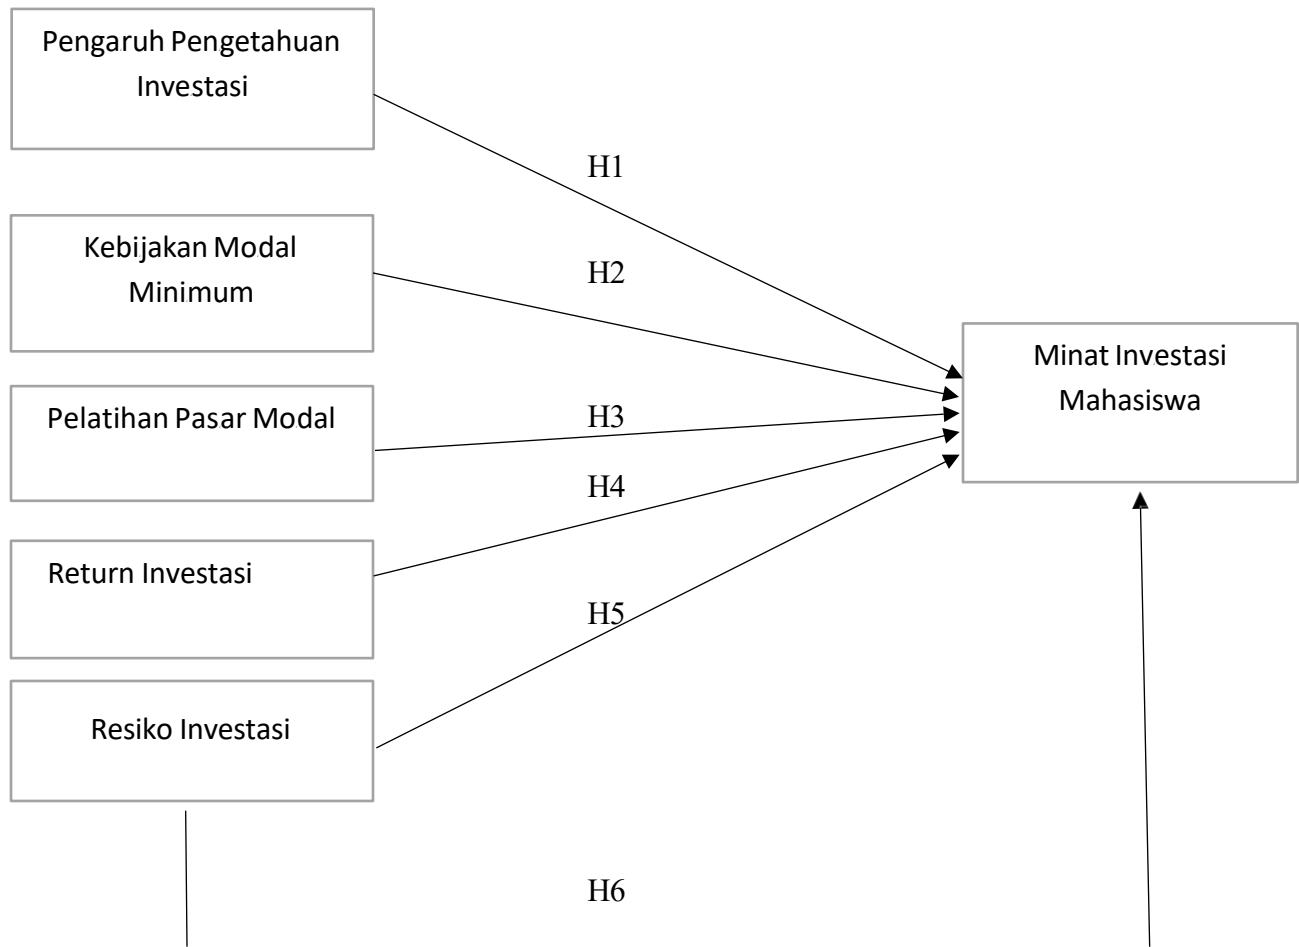 Pengaruh Pengetahuan
Investasi
H1
Kebijakan Modal
Minimum
H2
Minat Investasi
Mahasiswa
Pelatihan Pasar Modal
H3
H4
Return Investasi
H5
Resiko Investasi
H6